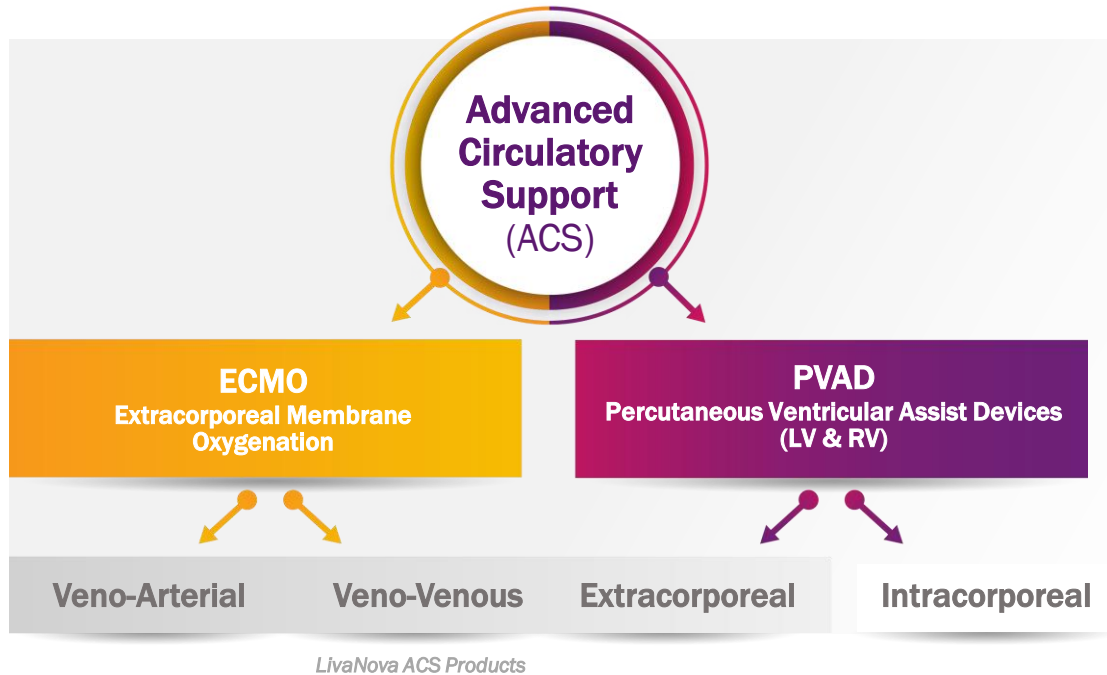 Advanced
Circulatory
Support
(ACS)
ECMO
Extracorporeal Membrane
Oxygenation
PVAD
Percutaneous Ventricular Assist Devices
(LV & RV)
Veno-Arterial
Veno-Venous
Extracorporeal
Intracorporeal
LivaNova ACS Products